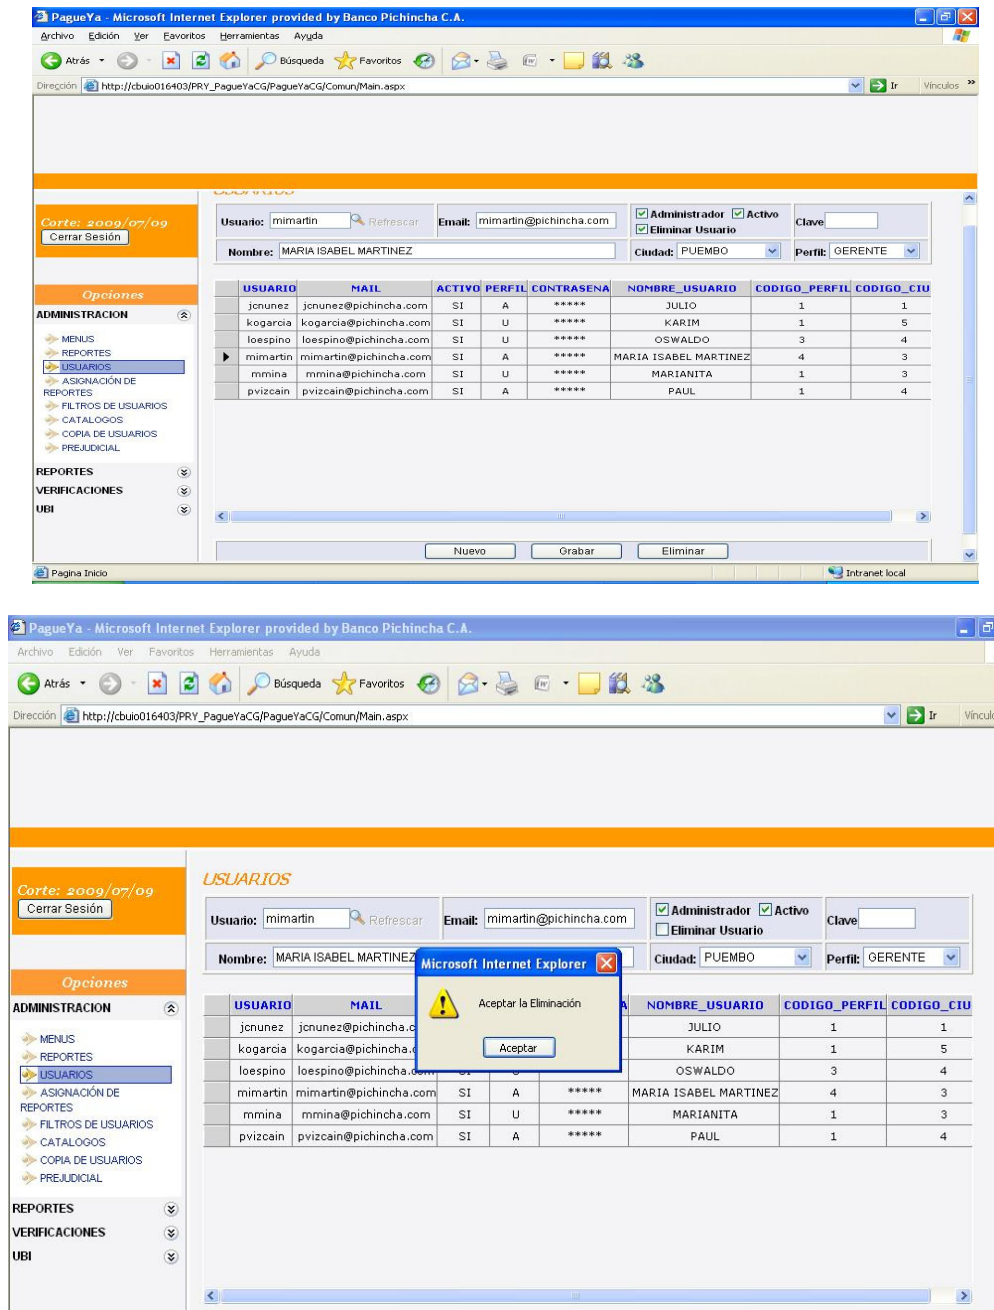 PagueYa - Microsoft Internet Explorer provided by Banco Pichincha C.A.
Archivo Edición Ver Favoritos Herramientas Ayuda
Atrás Búsqueda Favoritos
Dirección http://cbuio016403/PRY_PagueYaCG/PagueYaCG/Comun/Main.aspx Ir Vínculos »
USUARIOS
Corte: 2009/07/09
Cerrar Sesión
Usuario: mimartin Refrescar Email: mimartin@pichincha.com Administrador Activo Eliminar Usuario Clave
Nombre: MARIA ISABEL MARTINEZ Ciudad: PUEMBO Perfil: GERENTE
Opciones
ADMINISTRACION
MENUS
REPORTES
USUARIOS
ASIGNACIÓN DE
REPORTES
FILTROS DE USUARIOS
CATALOGOS
COPIA DE USUARIOS
PREJUDICIAL
REPORTES
VERIFICACIONES
UBI
USUARIO MAIL ACTIVO PERFIL CONTRASENA NOMBRE_USUARIO CODIGO_PERFIL CODIGO_CIU
jcnunez jcnunez@pichincha.com SI A ***** JULIO 1 1
kogarcia kogarcia@pichincha.com SI U ***** KARIM 1 5
loespino loespino@pichincha.com SI U ***** OSWALDO 3 4
mimartin mimartin@pichincha.com SI A ***** MARIA ISABEL MARTINEZ 4 3
mmina mmina@pichincha.com SI U ***** MARIANITA 1 3
pvizcain pvizcain@pichincha.com SI A ***** PAUL 1 4
Nuevo Grabar Eliminar
Pagina Inicio Intranet local
PagueYa - Microsoft Internet Explorer provided by Banco Pichincha C.A.
Archivo Edición Ver Favoritos Herramientas Ayuda
Atrás Búsqueda Favoritos
Dirección http://cbuio016403/PRY_PagueYaCG/PagueYaCG/Comun/Main.aspx Ir Víncul
USUARIOS
Corte: 2009/07/09
Cerrar Sesión
Usuario: mimartin Refrescar Email: mimartin@pichincha.com Administrador Activo Eliminar Usuario Clave
Nombre: MARIA ISABEL MARTINEZ Ciudad: PUEMBO Perfil: GERENTE
Microsoft Internet Explorer
Aceptar la Eliminación
Aceptar
Opciones
ADMINISTRACION
MENUS
REPORTES
USUARIOS
ASIGNACIÓN DE
REPORTES
FILTROS DE USUARIOS
CATALOGOS
COPIA DE USUARIOS
PREJUDICIAL
REPORTES
VERIFICACIONES
UBI
USUARIO MAIL A NOMBRE_USUARIO CODIGO_PERFIL CODIGO_CIU
jcnunez jcnunez@pichincha.c JULIO 1 1
kogarcia kogarcia@pichincha. KARIM 1 5
loespino loespino@pichincha.com SI U OSWALDO 3 4
mimartin mimartin@pichincha.com SI A ***** MARIA ISABEL MARTINEZ 4 3
mmina mmina@pichincha.com SI U ***** MARIANITA 1 3
pvizcain pvizcain@pichincha.com SI A ***** PAUL 1 4